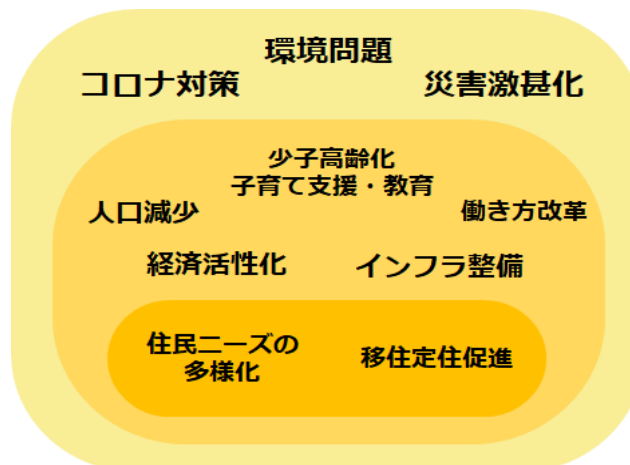 環境問題
コロナ対策
災害激甚化
少子高齢化
子育て支援・教育
人口減少
働き方改革
経済活性化
インフラ整備
住民ニーズの
多様化
移住定住促進